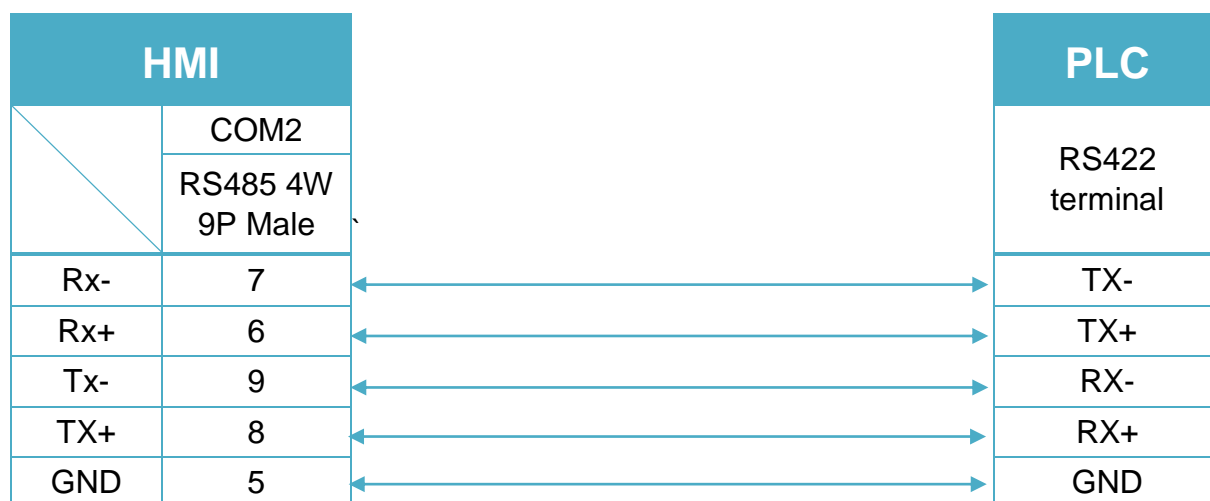 HMI PLC
COM2
RS485 4W
9P Male `
RS422
terminal
Rx- 7 TX-
Rx+ 6 TX+
Tx- 9 RX-
TX+ 8 RX+
GND 5 GND